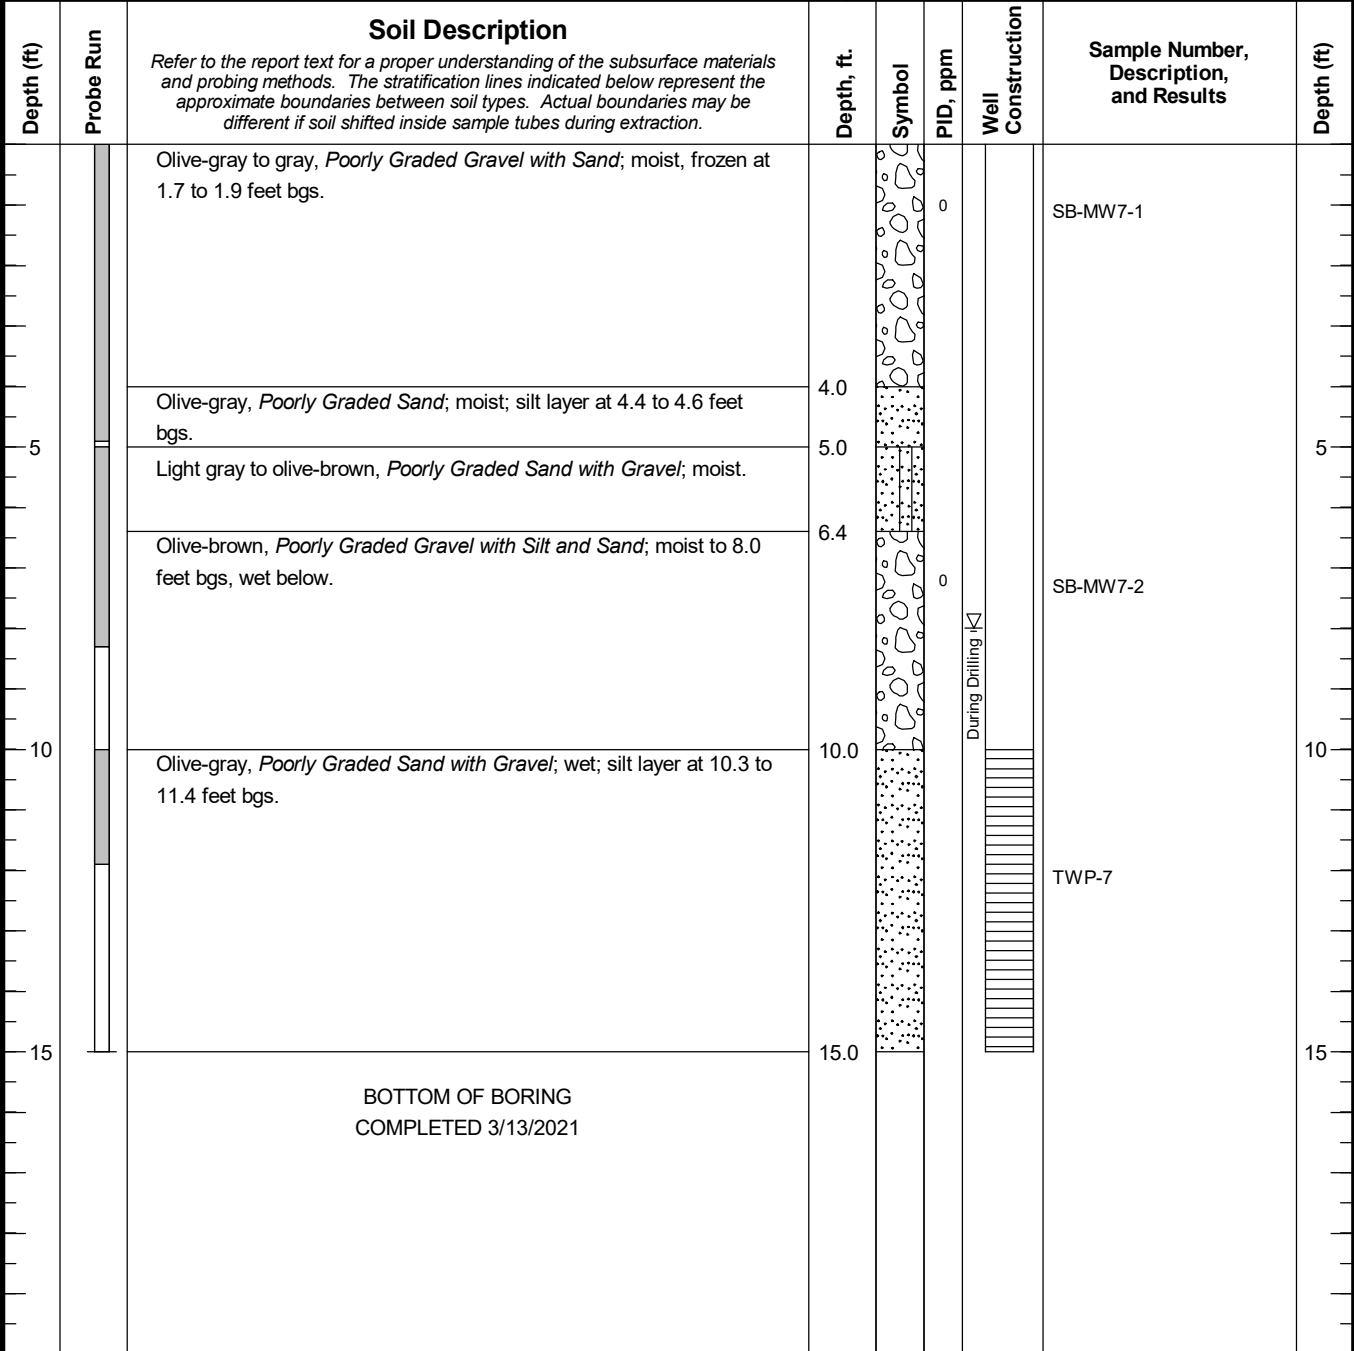 Depth (ft)
Probe Run
Soil Description
Refer to the report text for a proper understanding of the subsurface materials
and probing methods. The stratification lines indicated below represent the
approximate boundaries between soil types. Actual boundaries may be
different if soil shifted inside sample tubes during extraction.
Depth, ft.
Symbol
PID, ppm
Well
Construction
Sample Number,
Description,
and Results
Depth (ft)
Olive-gray to gray, Poorly Graded Gravel with Sand; moist, frozen at
1.7 to 1.9 feet bgs.
0
SB-MW7-1
4.0
Olive-gray, Poorly Graded Sand; moist; silt layer at 4.4 to 4.6 feet
bgs.
5
5.0
5
Light gray to olive-brown, Poorly Graded Sand with Gravel; moist.
6.4
Olive-brown, Poorly Graded Gravel with Silt and Sand; moist to 8.0
feet bgs, wet below.
0
SB-MW7-2
During Drilling
10
10.0
10
Olive-gray, Poorly Graded Sand with Gravel; wet; silt layer at 10.3 to
11.4 feet bgs.
TWP-7
15
15.0
15
BOTTOM OF BORING
COMPLETED 3/13/2021